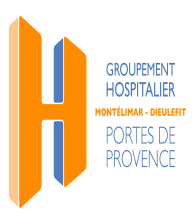 GROUPEMENT
HOSPITALIER
MONTÉLIMAR - DIEULEFIT
PORTES DE
PROVENCE